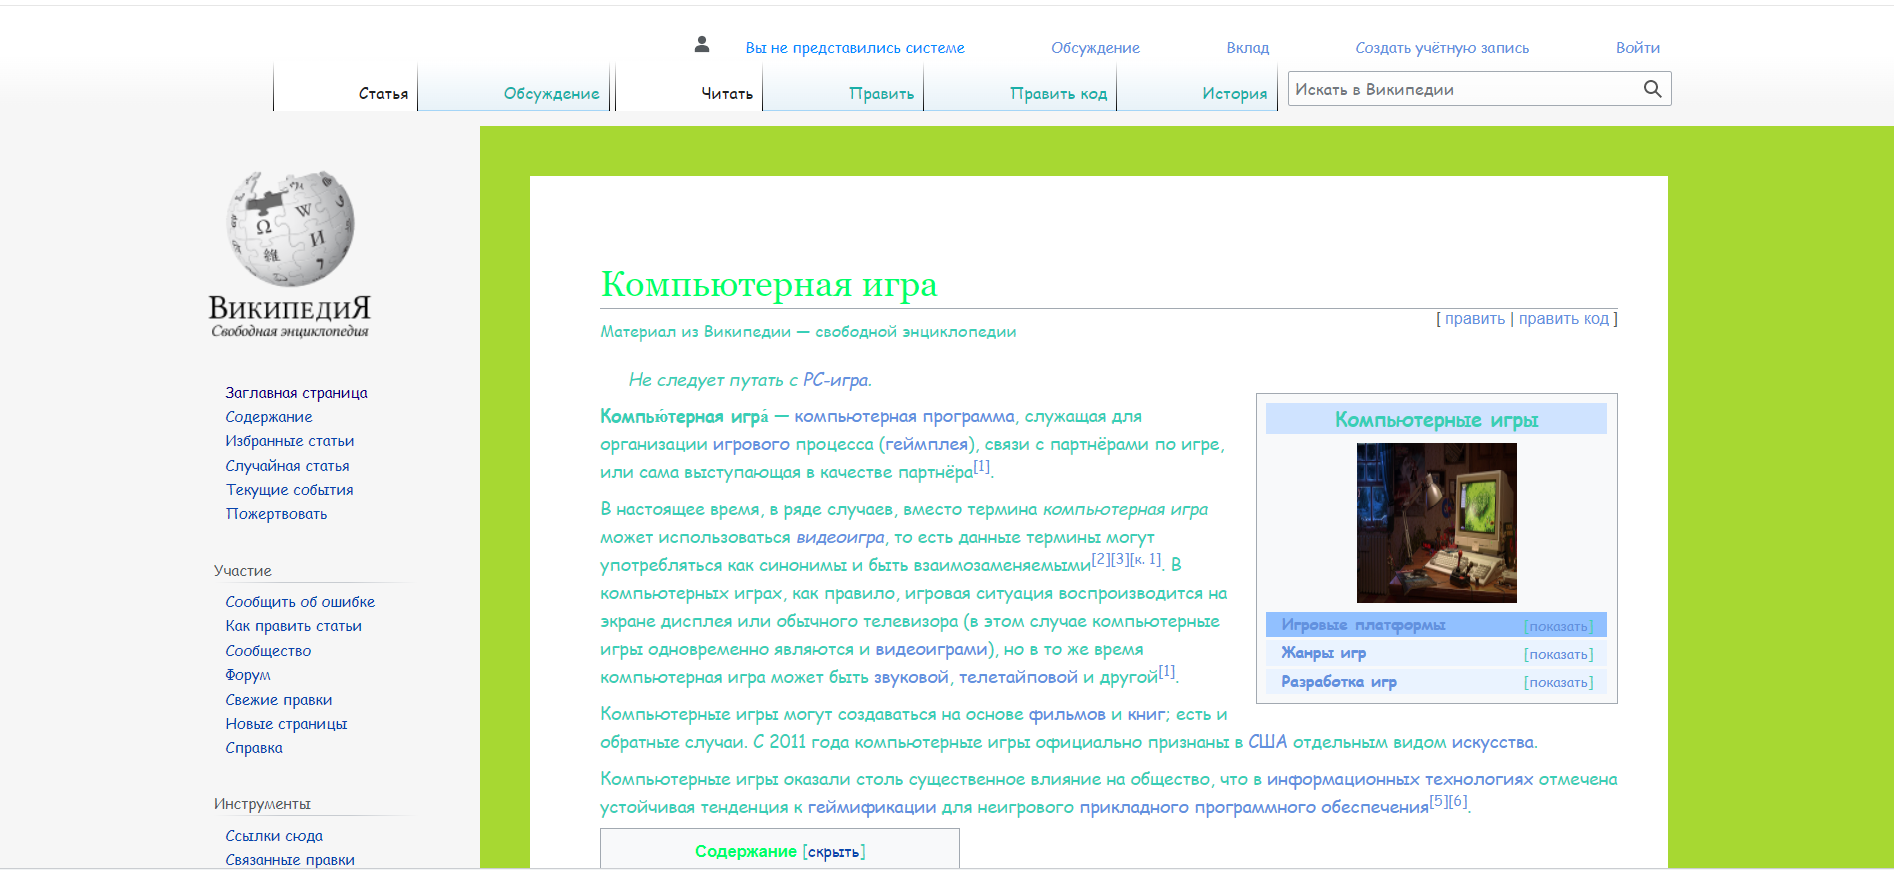 Вы не представились системе Обсуждение Вклад Создать учётную запись Войти
Статья Обсуждение Читать Править Править код История Искать в Википедии
ВикипедиЯ
Свободная энциклопедия
Заглавная страница
Содержание
Избранные статьи
Случайная статья
Текущие события
Пожертвовать
Участие
Сообщить об ошибке
Как править статьи
Сообщество
Форум
Свежие правки
Новые страницы
Справка
Инструменты
Ссылки сюда
Связанные правки
Компьютерная игра
[ править | править код ]
Материал из Википедии — свободной энциклопедии
Не следует путать с PC-игра.
Компью́терная игра́ — компьютерная программа, служащая для
организации игрового процесса (геймплея), связи с партнёрами по игре,
или сама выступающая в качестве партнёра[1].
В настоящее время, в ряде случаев, вместо термина компьютерная игра
может использоваться видеоигра, то есть данные термины могут
употребляться как синонимы и быть взаимозаменяемыми[2][3][к. 1]. В
компьютерных играх, как правило, игровая ситуация воспроизводится на
экране дисплея или обычного телевизора (в этом случае компьютерные
игры одновременно являются и видеоиграми), но в то же время
компьютерная игра может быть звуковой, телетайповой и другой[1].
Компьютерные игры могут создаваться на основе фильмов и книг; есть и
обратные случаи. С 2011 года компьютерные игры официально признаны в США отдельным видом искусства.
Компьютерные игры оказали столь существенное влияние на общество, что в информационных технологиях отмечена
устойчивая тенденция к геймификации для неигрового прикладного программного обеспечения[5][6].
Содержание [скрыть]
Компьютерные игры
Игровые платформы [показать]
Жанры игр [показать]
Разработка игр [показать]